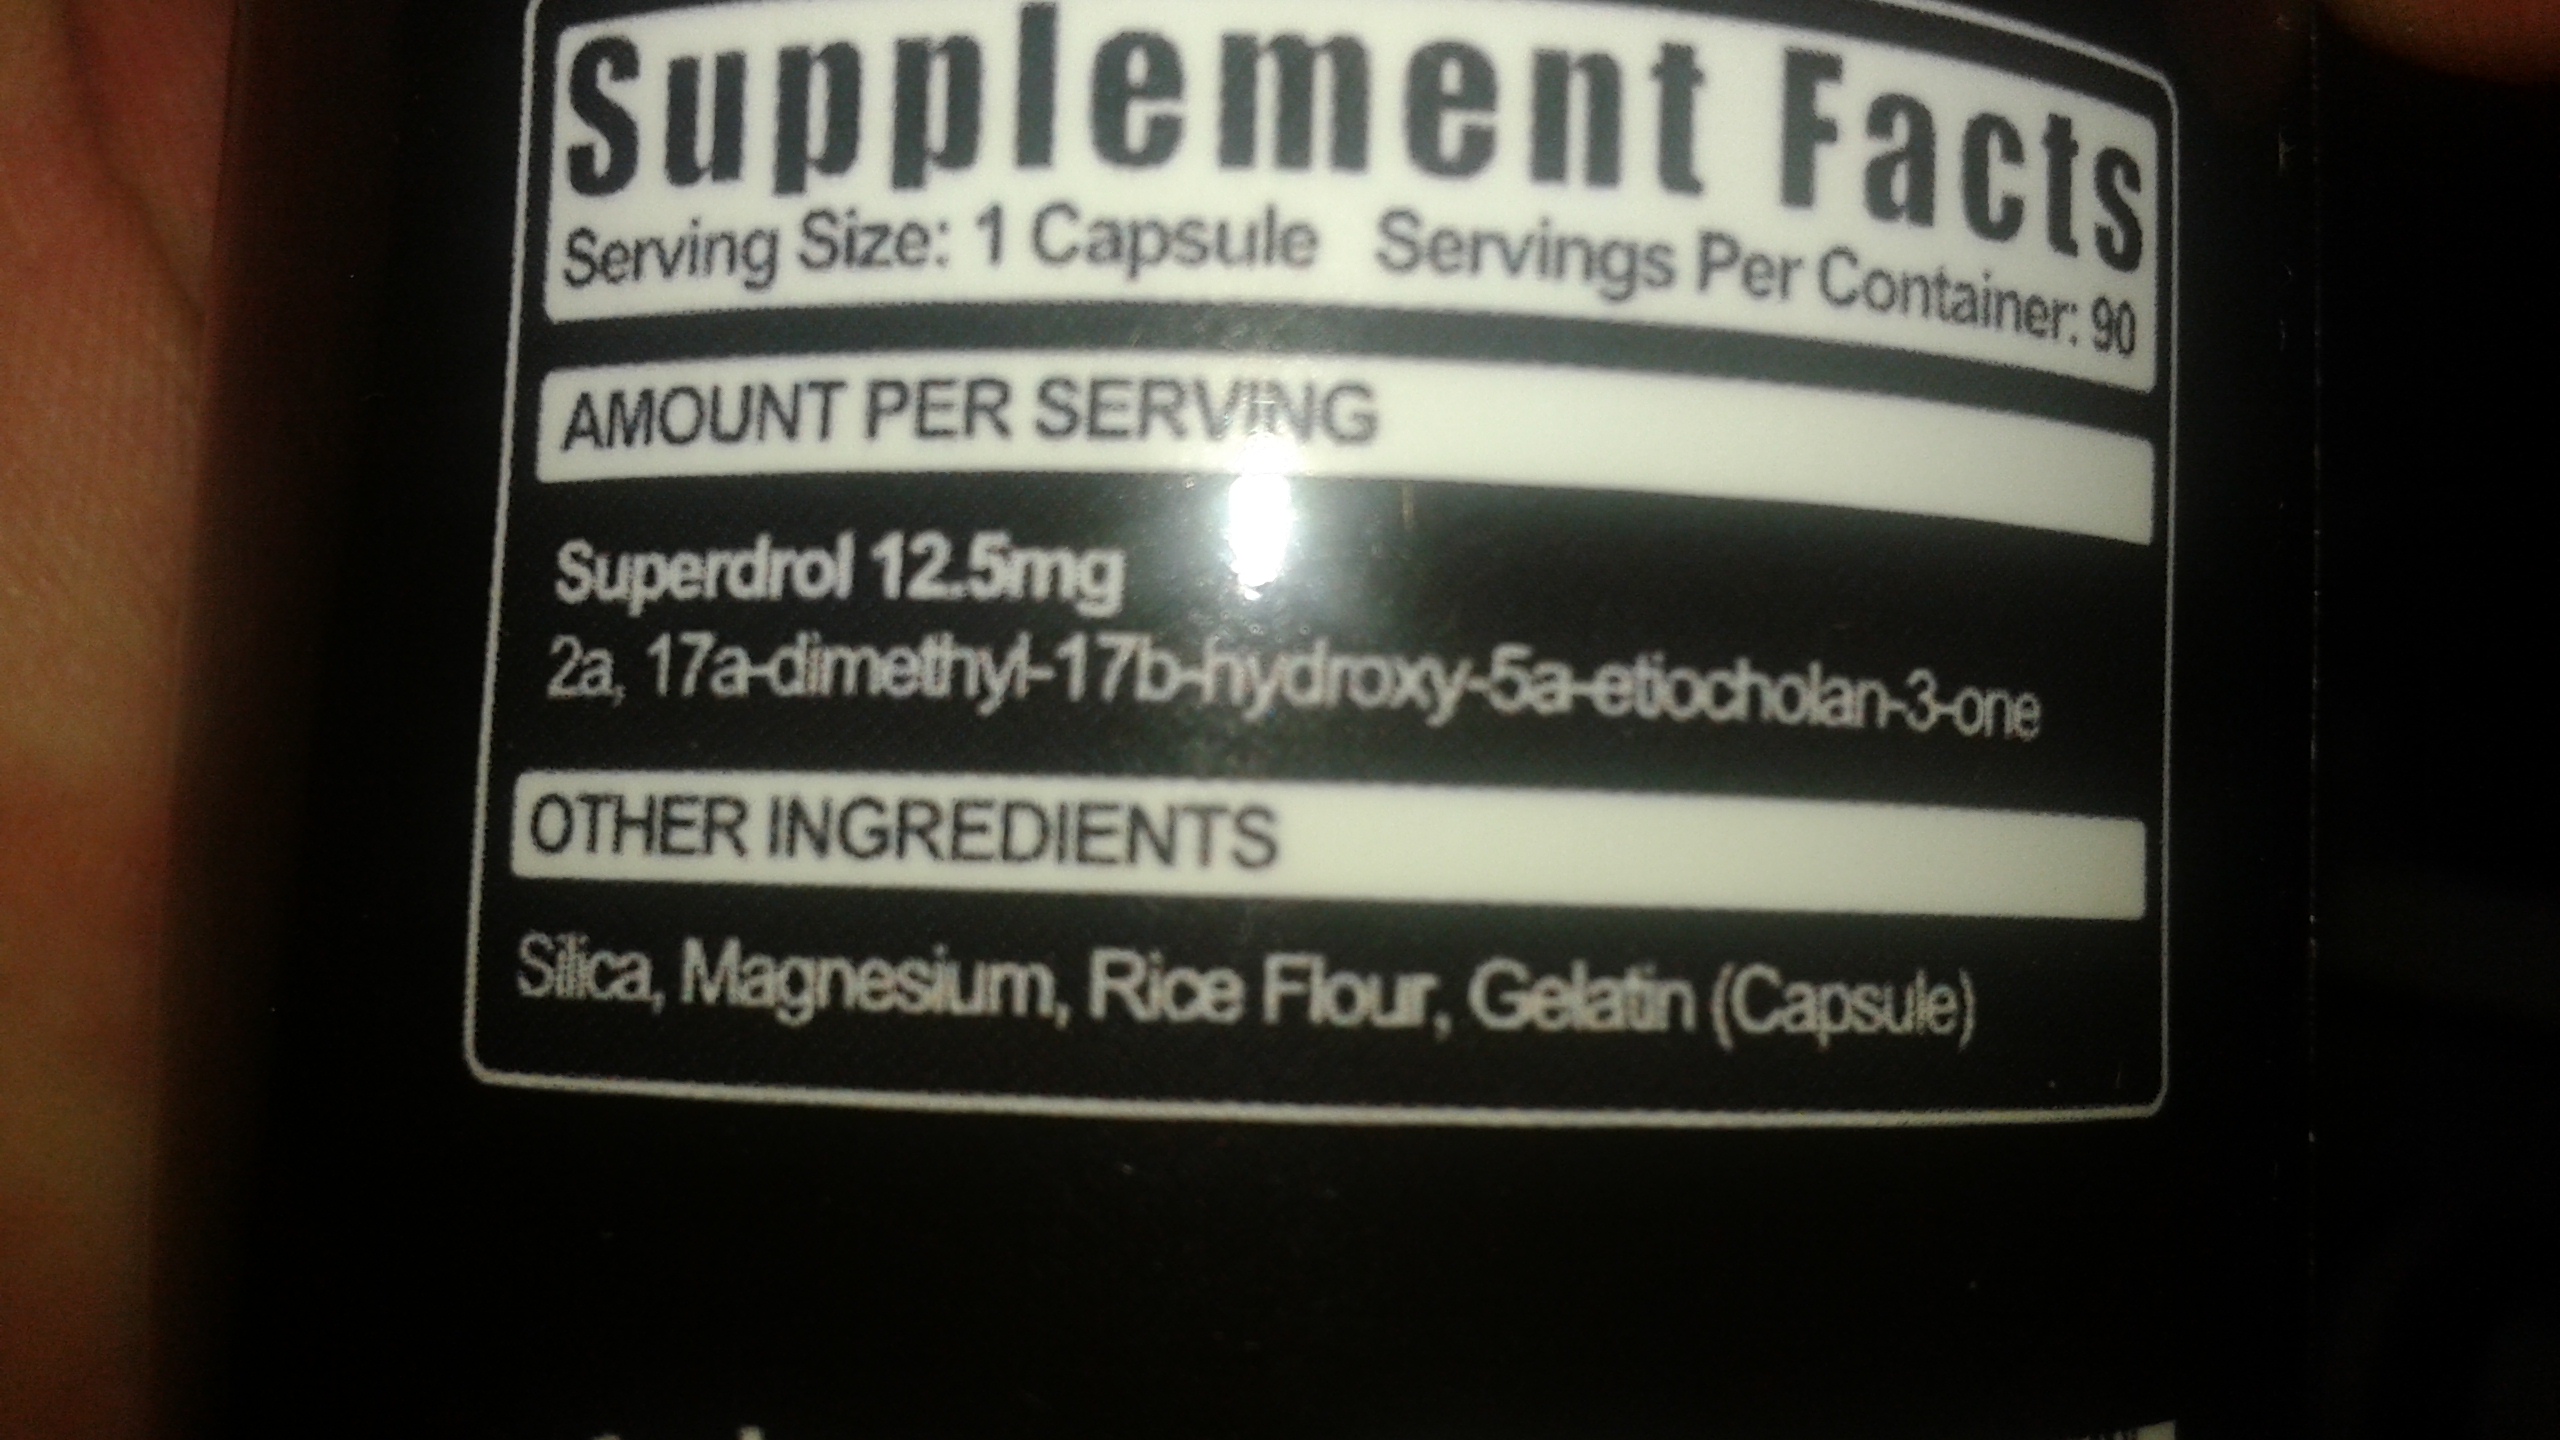 Supplement Facts
Serving Size: 1 Capsule Servings Per Container: 90
AMOUNT PER SERVING
Superdrol 12.5mg
2a, 17a-dimethyl-17b-hydroxy-5a-etiocholan-3-one
OTHER INGREDIENTS
Silica, Magnesium, Rice Flour, Gelatin (Capsule)